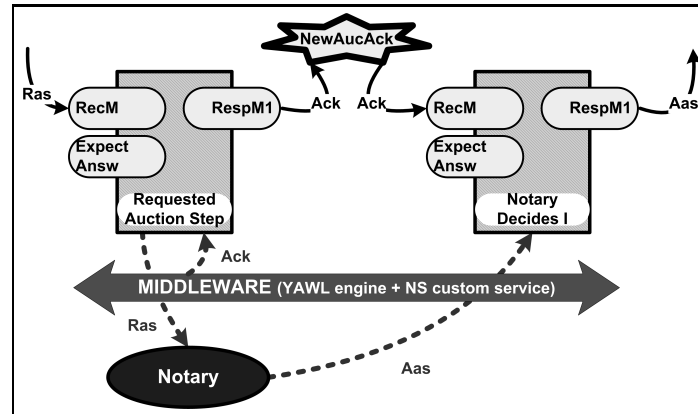 NewAucAck
Ras
RecM
RespM1
Ack
Ack
RecM
RespM1
Aas
Expect
Answ
Expect
Answ
Requested
Auction Step
Notary
Decides I
Ack
MIDDLEWARE (YAWL engine + NS custom service)
Ras
Notary
Aas